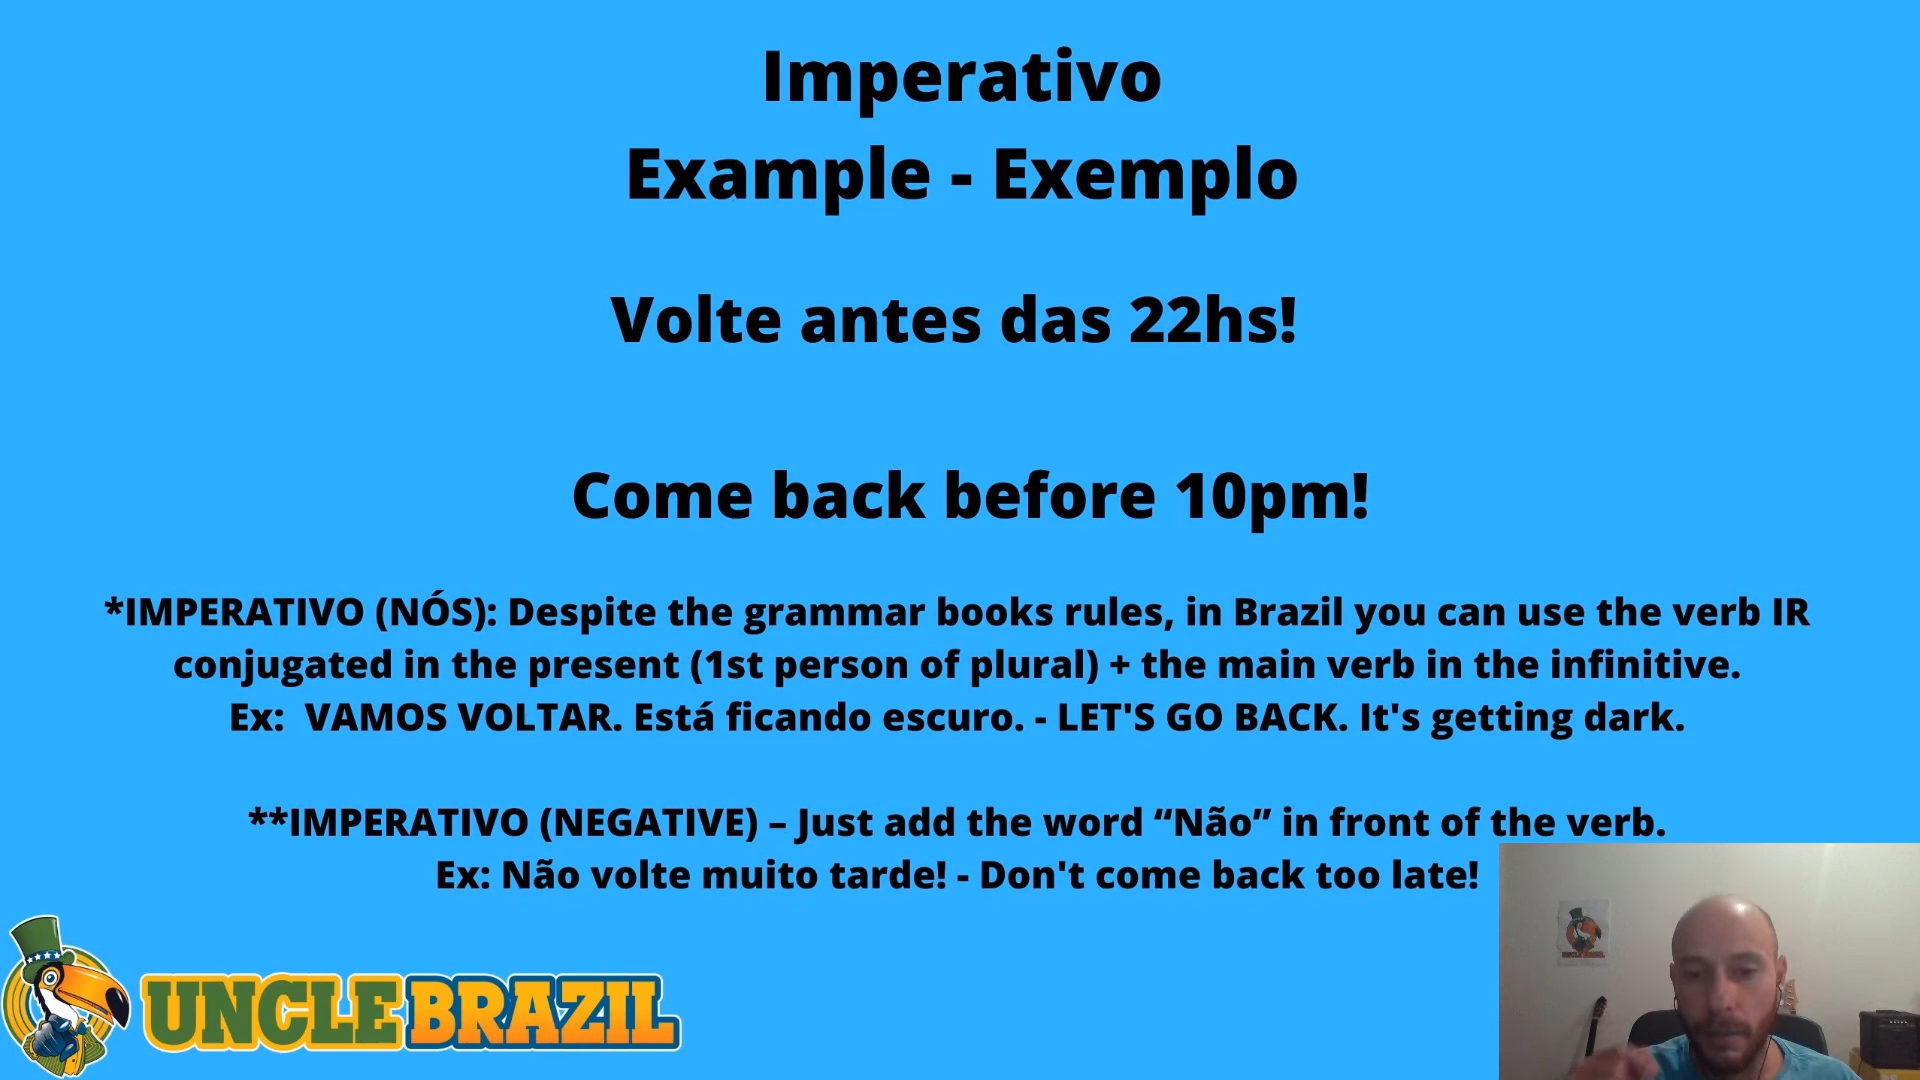 Imperativo
Example - Exemplo
Volte antes das 22hs!
Come back before 10pm!
*IMPERATIVO (NÓS): Despite the grammar books rules, in Brazil you can use the verb IR
conjugated in the present (1st person of plural) + the main verb in the infinitive.
Ex:  VAMOS VOLTAR. Está ficando escuro. - LET'S GO BACK. It's getting dark.
**IMPERATIVO (NEGATIVE) – Just add the word “Não” in front of the verb.
Ex: Não volte muito tarde! - Don't come back too late!
UNCLE BRAZIL
UNCLE BRAZIL